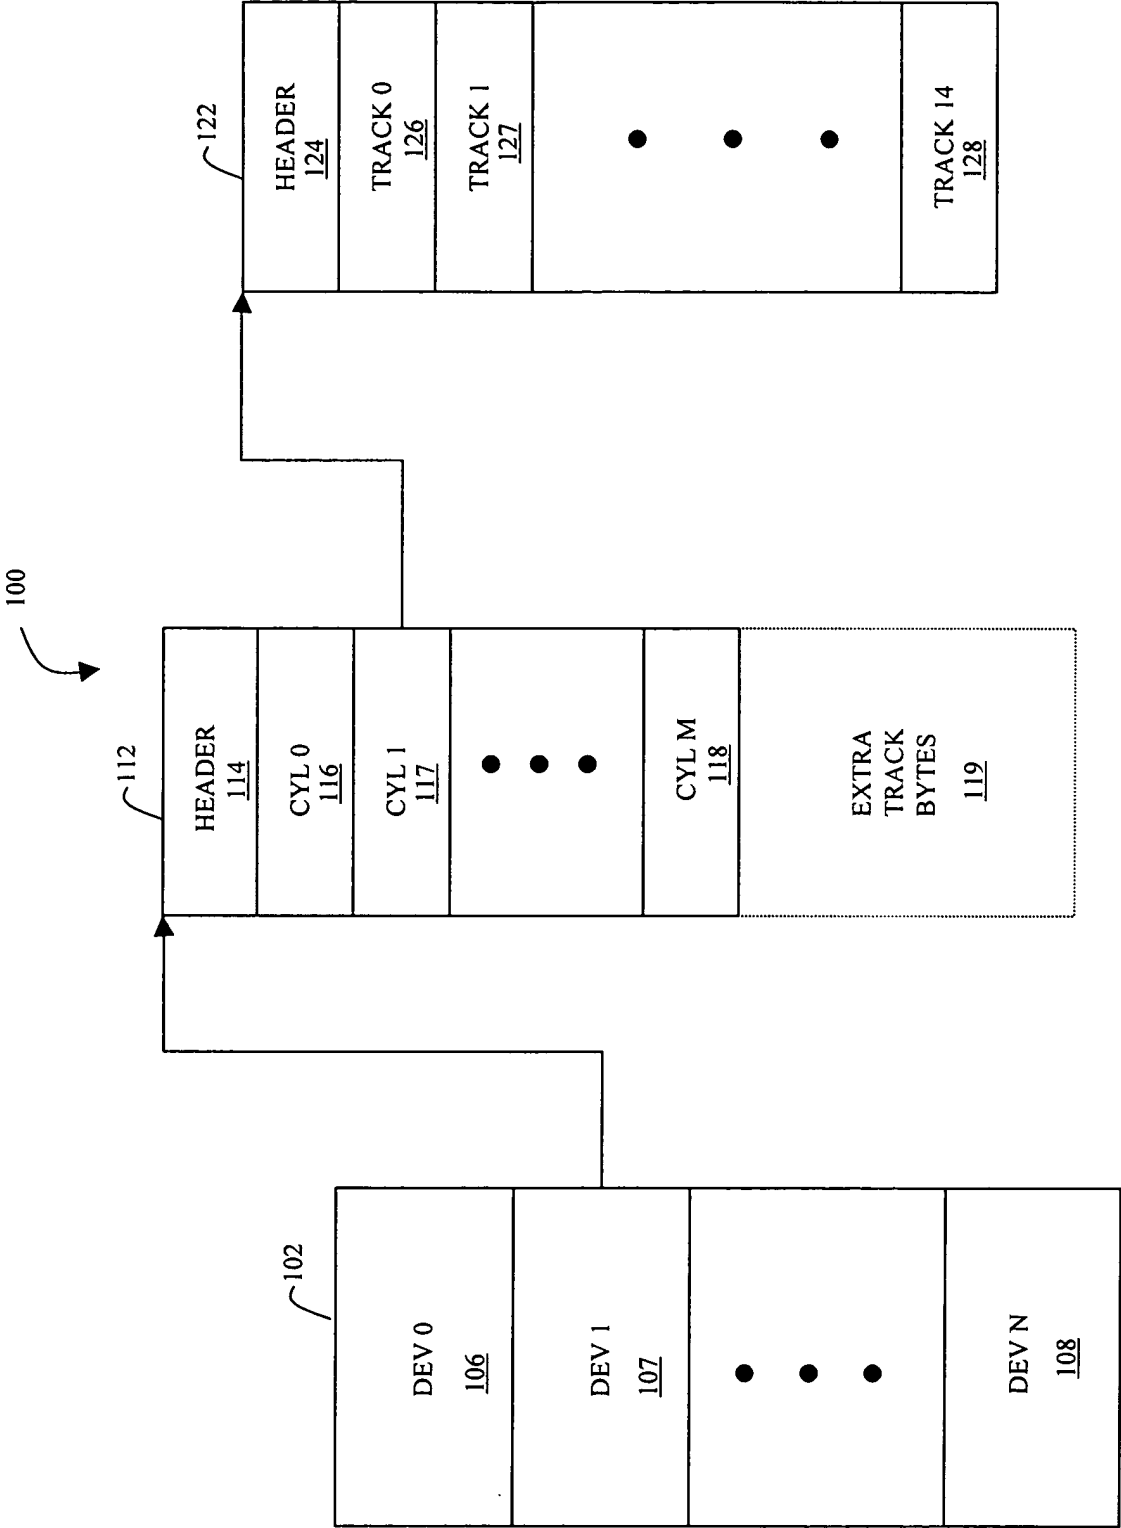 100
102
DEV 0
106
DEV 1
107
DEV N
108
112
HEADER
114
CYL 0
116
CYL 1
117
CYL M
118
EXTRA
TRACK
BYTES
119
122
HEADER
124
TRACK 0
126
TRACK 1
127
TRACK 14
128